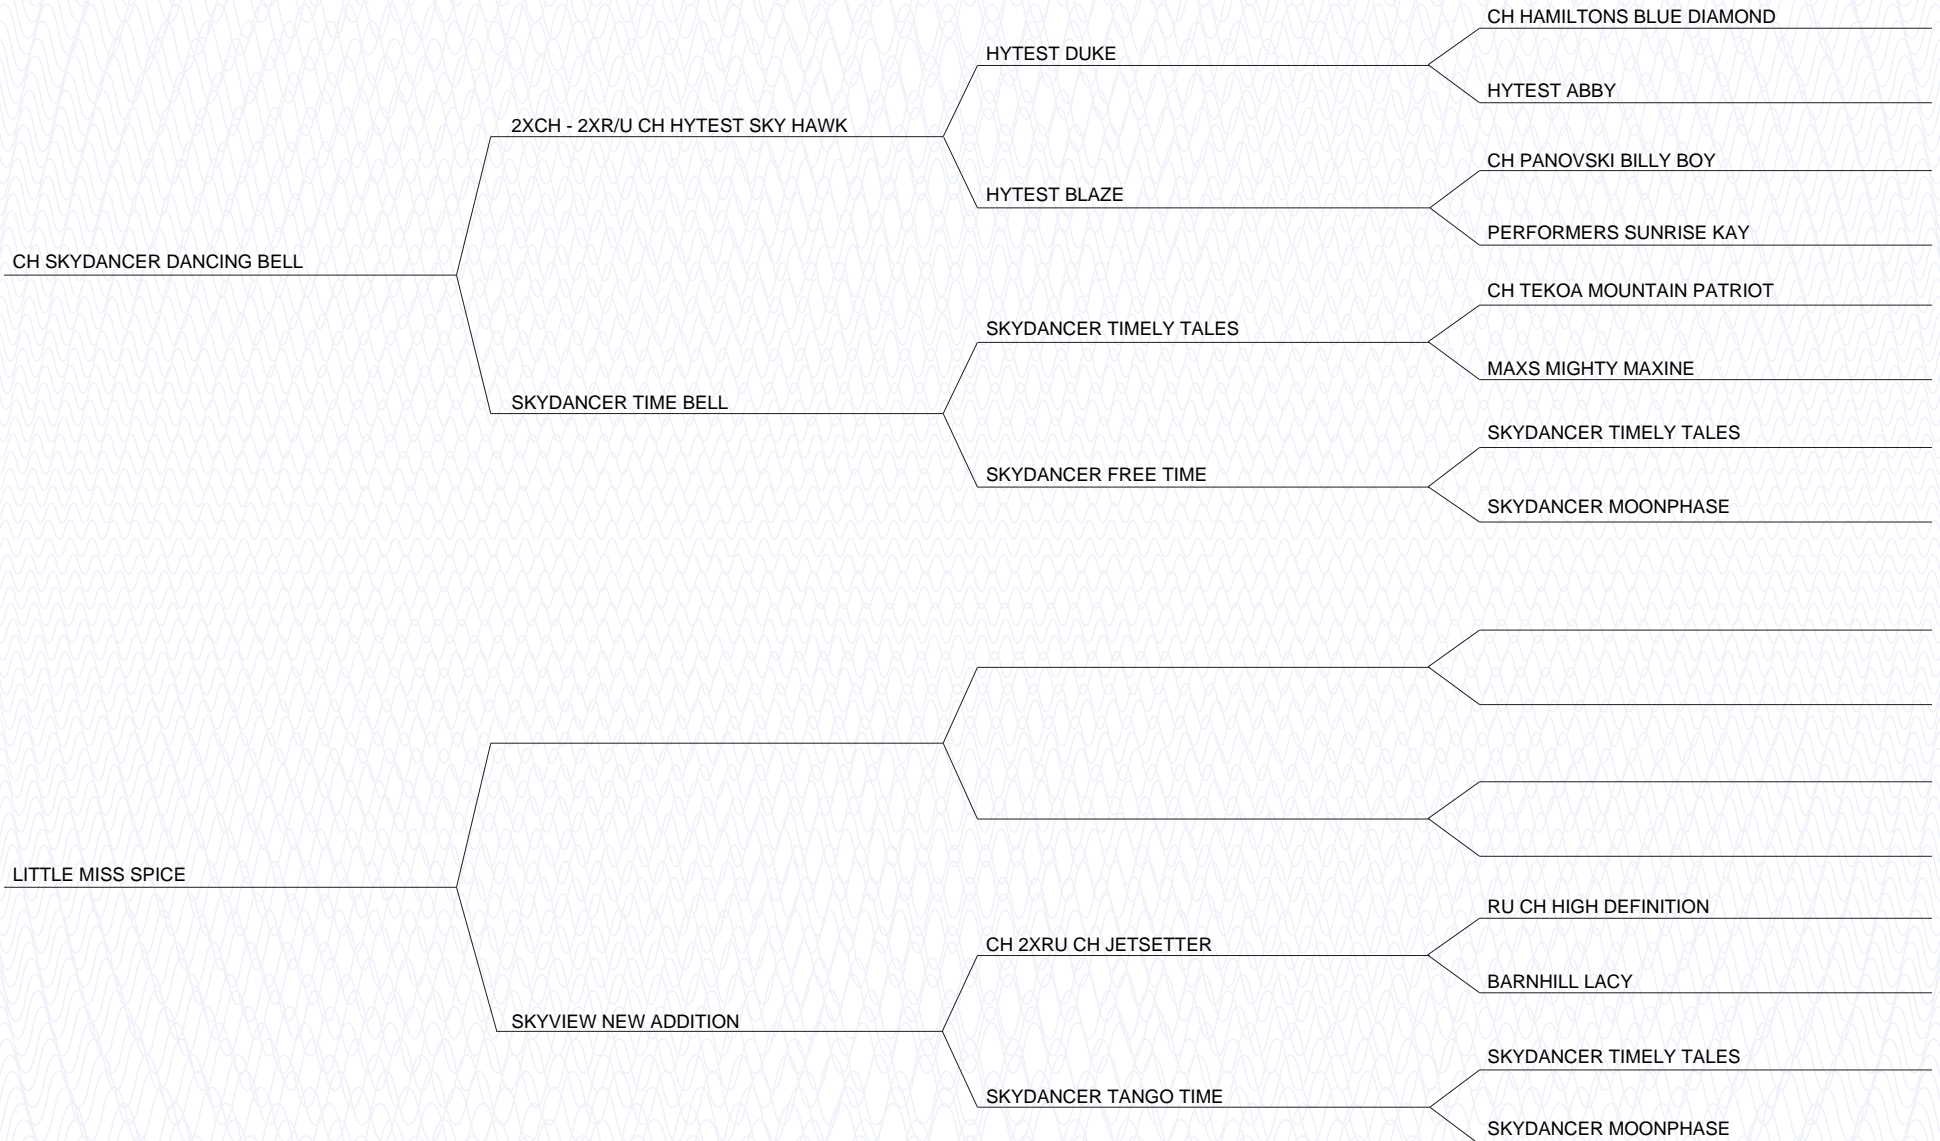 CH HAMILTONS BLUE DIAMOND
HYTEST DUKE
HYTEST ABBY
2XCH - 2XR/U CH HYTEST SKY HAWK
CH PANOVSKI BILLY BOY
HYTEST BLAZE
PERFORMERS SUNRISE KAY
CH SKYDANCER DANCING BELL
CH TEKOA MOUNTAIN PATRIOT
SKYDANCER TIMELY TALES
MAXS MIGHTY MAXINE
SKYDANCER TIME BELL
SKYDANCER TIMELY TALES
SKYDANCER FREE TIME
SKYDANCER MOONPHASE
LITTLE MISS SPICE
RU CH HIGH DEFINITION
CH 2XRU CH JETSETTER
BARNHILL LACY
SKYVIEW NEW ADDITION
SKYDANCER TIMELY TALES
SKYDANCER TANGO TIME
SKYDANCER MOONPHASE